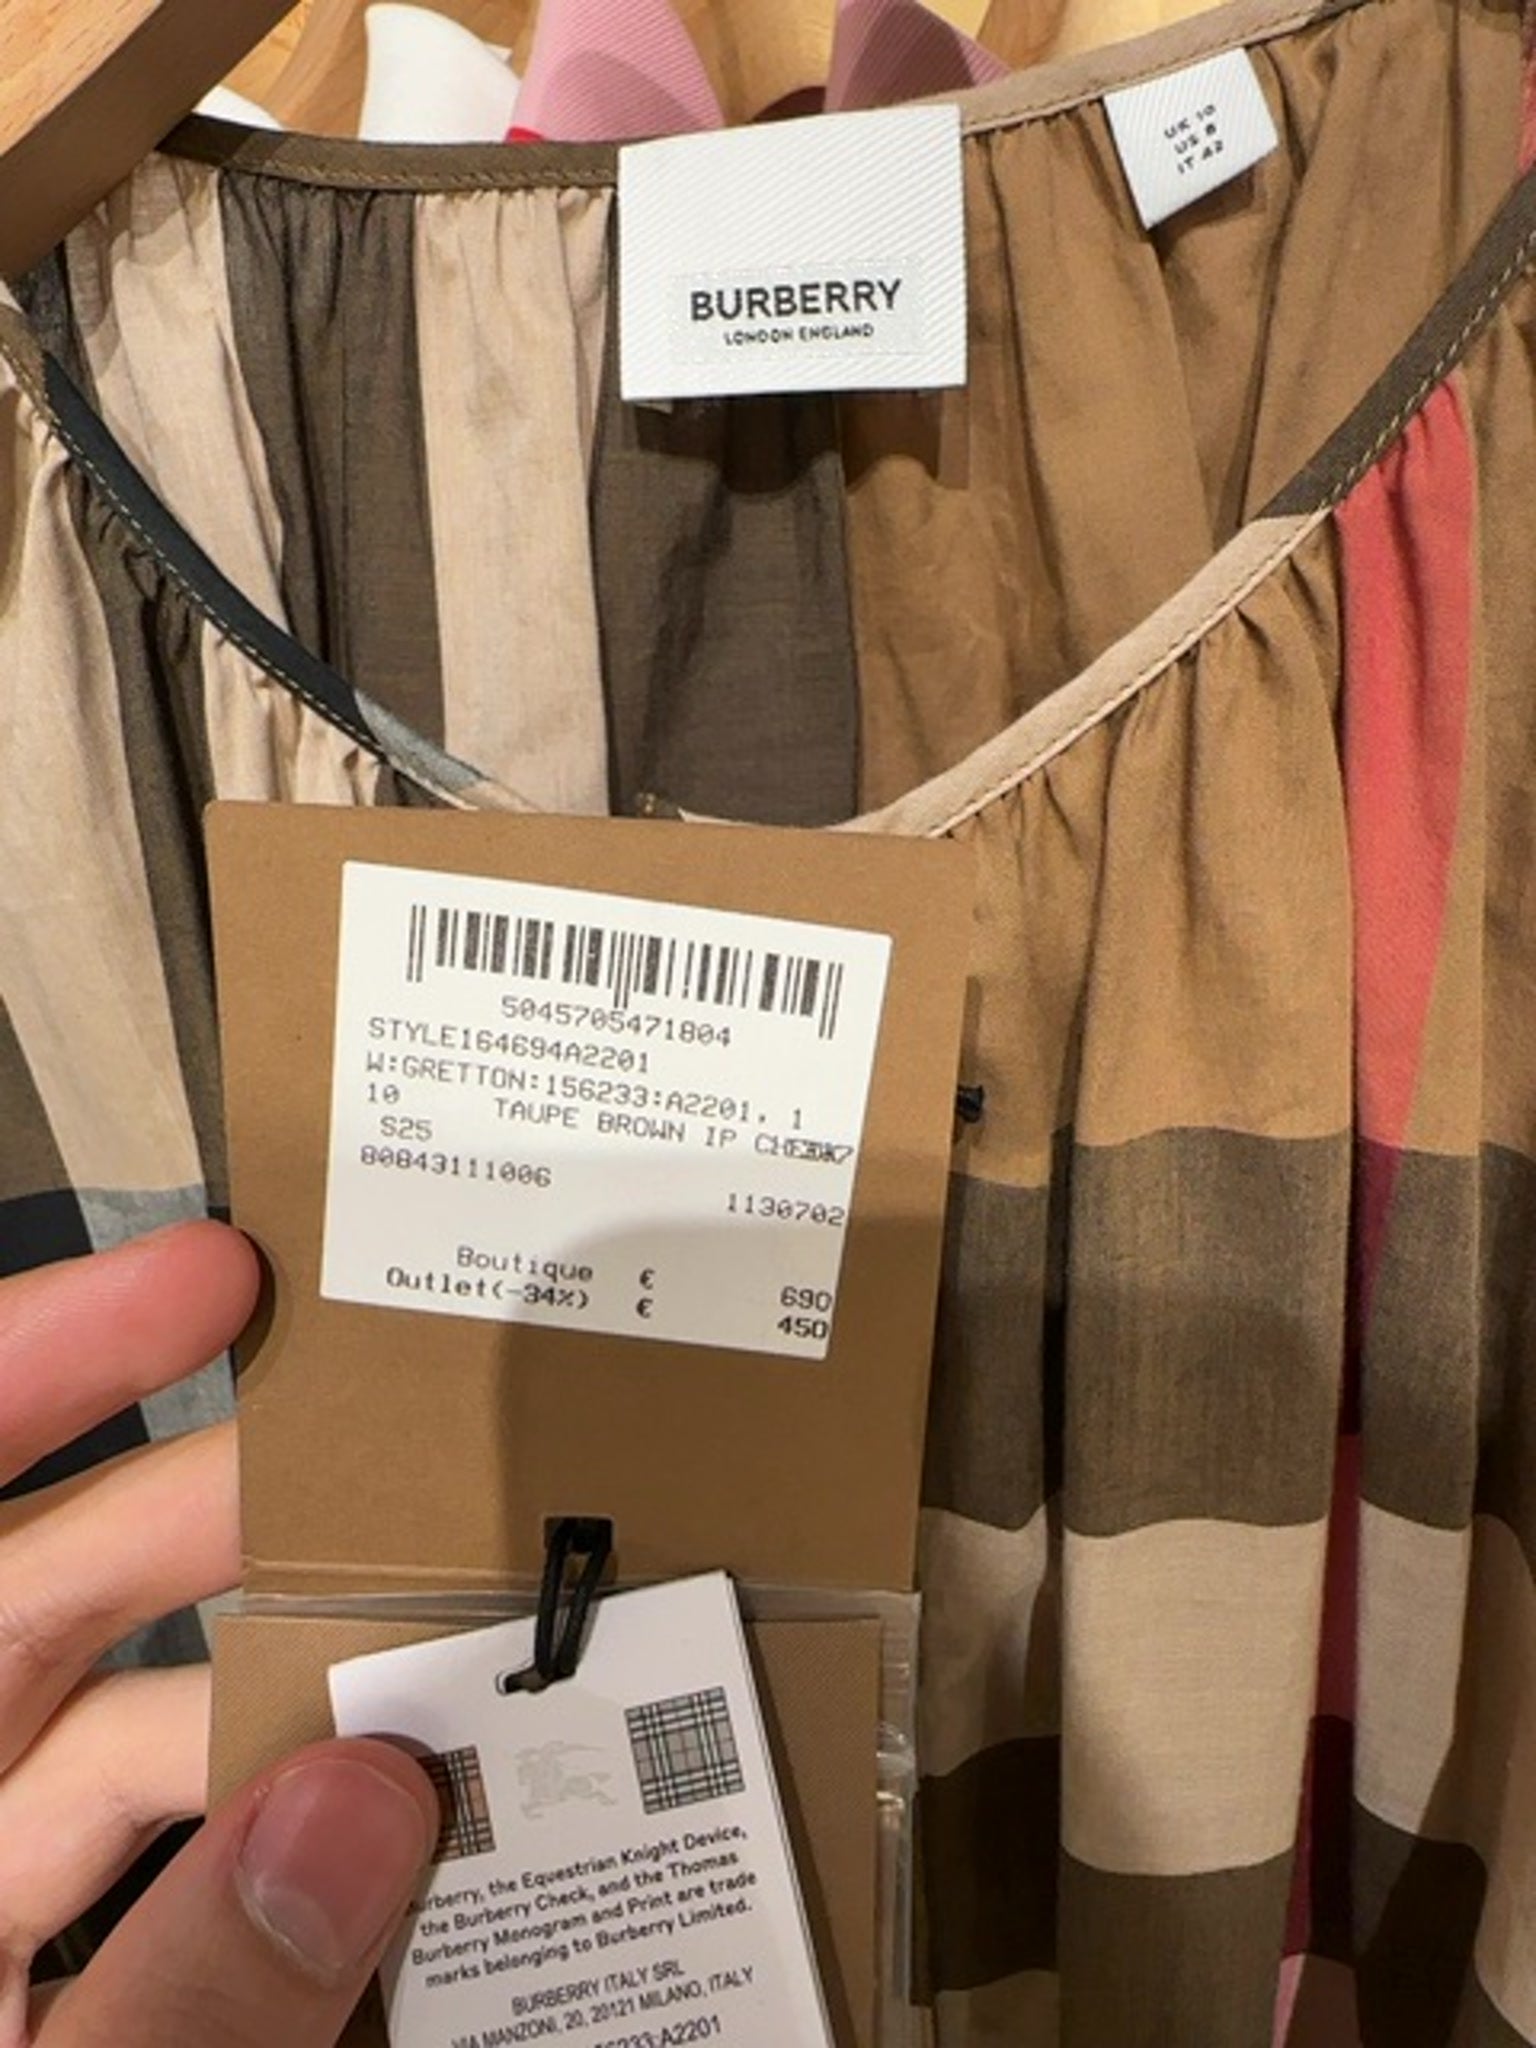 UK 10
US 8
IT 42
BURBERRY
LONDON ENGLAND
5045705471804
STYLE164694A2201
W:GRETTON:156233:A2201, 1
10 TAUPE BROWN IP CHECK
S25
80843111006
1130702
Boutique € 690
Outlet(-34%) € 450
the Equestrian Knight Device,
the Burberry Check, and the Thomas
Burberry Monogram and Print are trade
marks belonging to Burberry Limited.
BURBERRY ITALY SRL
VIA MANZONI, 20, 20121 MILANO, ITALY